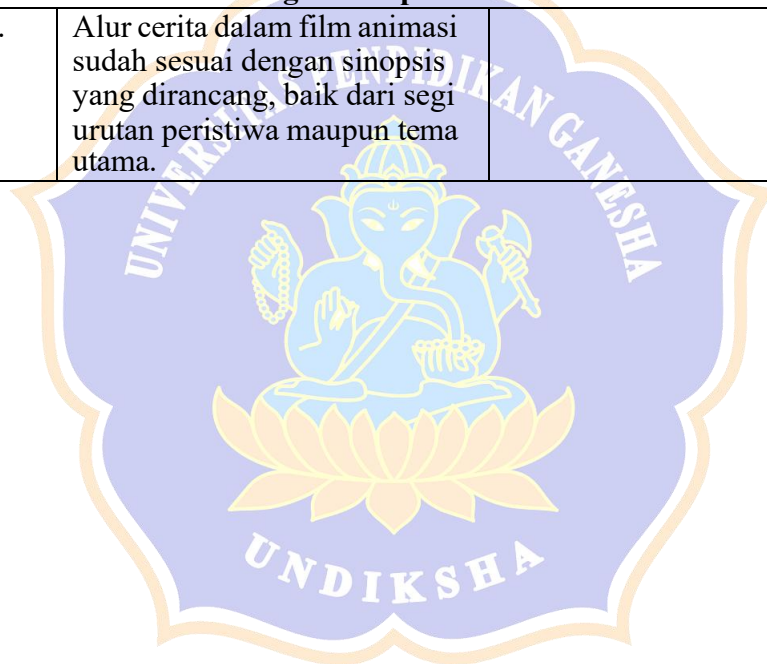 .
Alur cerita dalam film animasi
sudah sesuai dengan sinopsis
yang dirancang, baik dari segi
urutan peristiwa maupun tema
utama.
UNIVERSITAS PENDIDIKAN GANESHA
UNDIKSHA